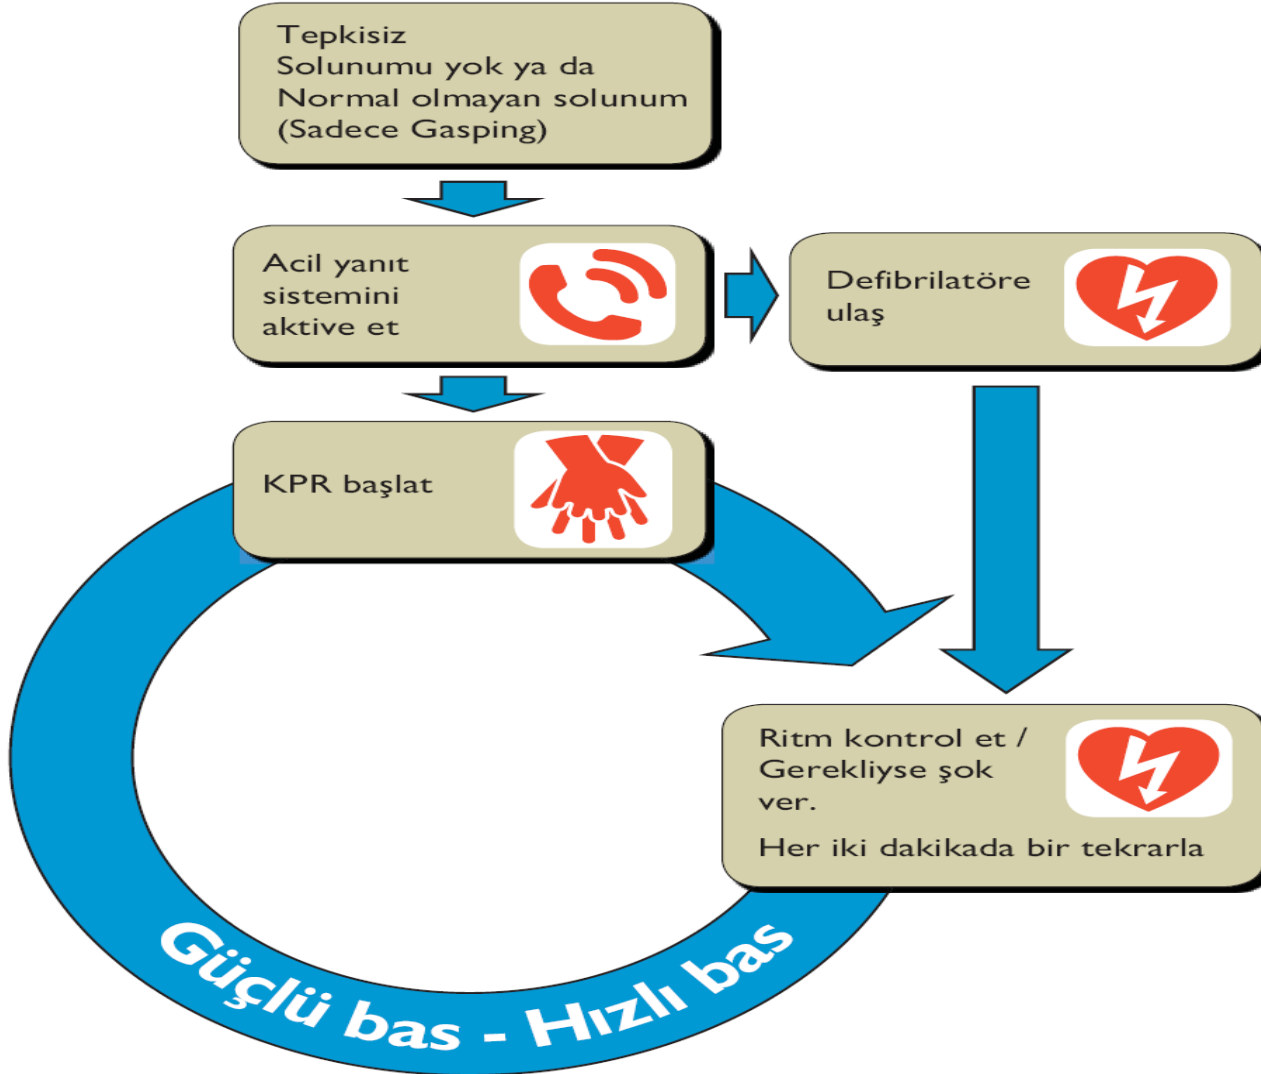 Tepkisiz
Solunumu yok ya da
Normal olmayan solunum
(Sadece Gasping)
Acil yanıt
sistemini
aktive et
Defibrilatöre
ulaş
KPR başlat
Ritm kontrol et /
Gerekliyse şok
ver.
Her iki dakikada bir tekrarla
Güçlü bas - Hızlı bas